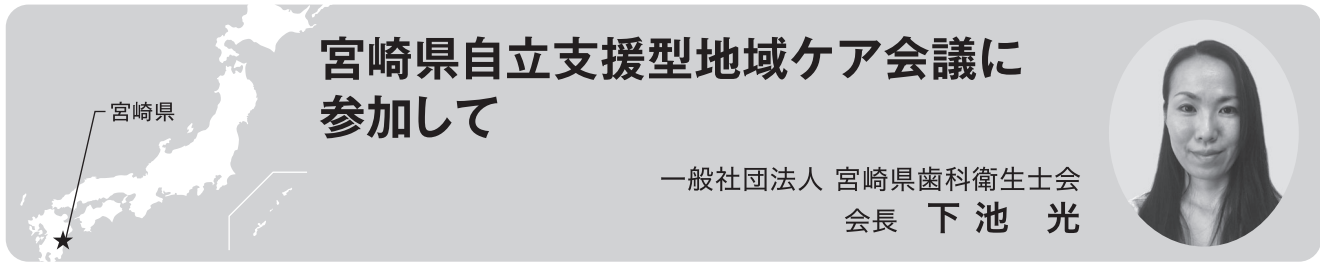 宮崎県自立支援型地域ケア会議に
参加して
宮崎県
一般社団法人 宮崎県歯科衛生士会
会長 下池 光